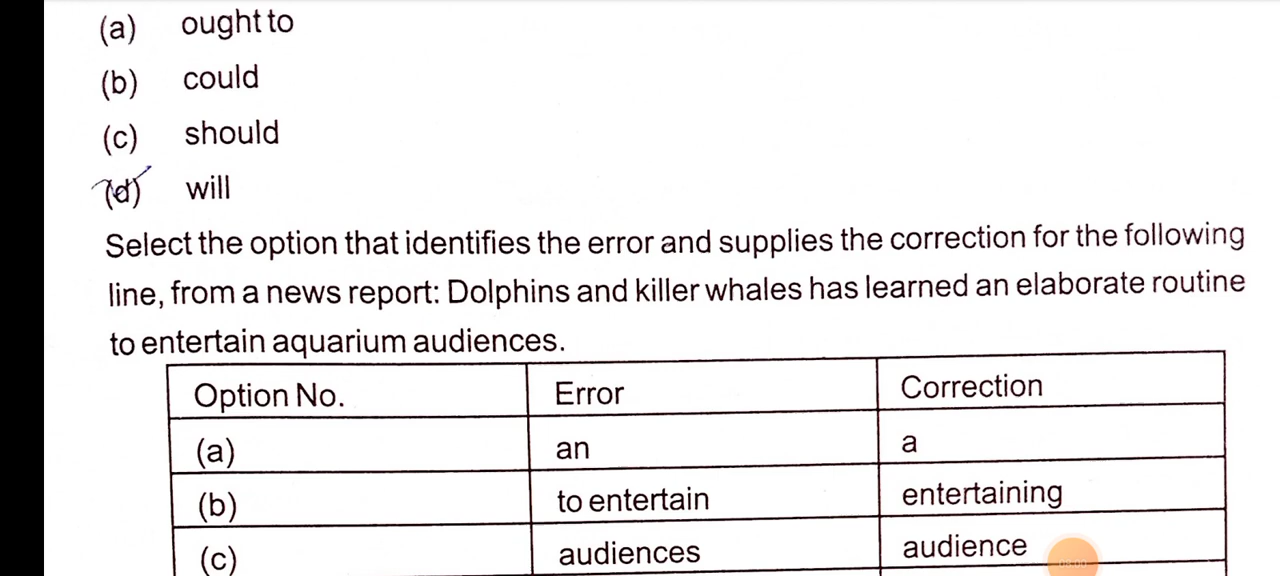 (a) ought to
(b) could
(c) should
(d) will
Select the option that identifies the error and supplies the correction for the following
line, from a news report: Dolphins and killer whales has learned an elaborate routine
to entertain aquarium audiences.
Option No. Error Correction
(a) an a
(b) to entertain entertaining
(c) audiences audience